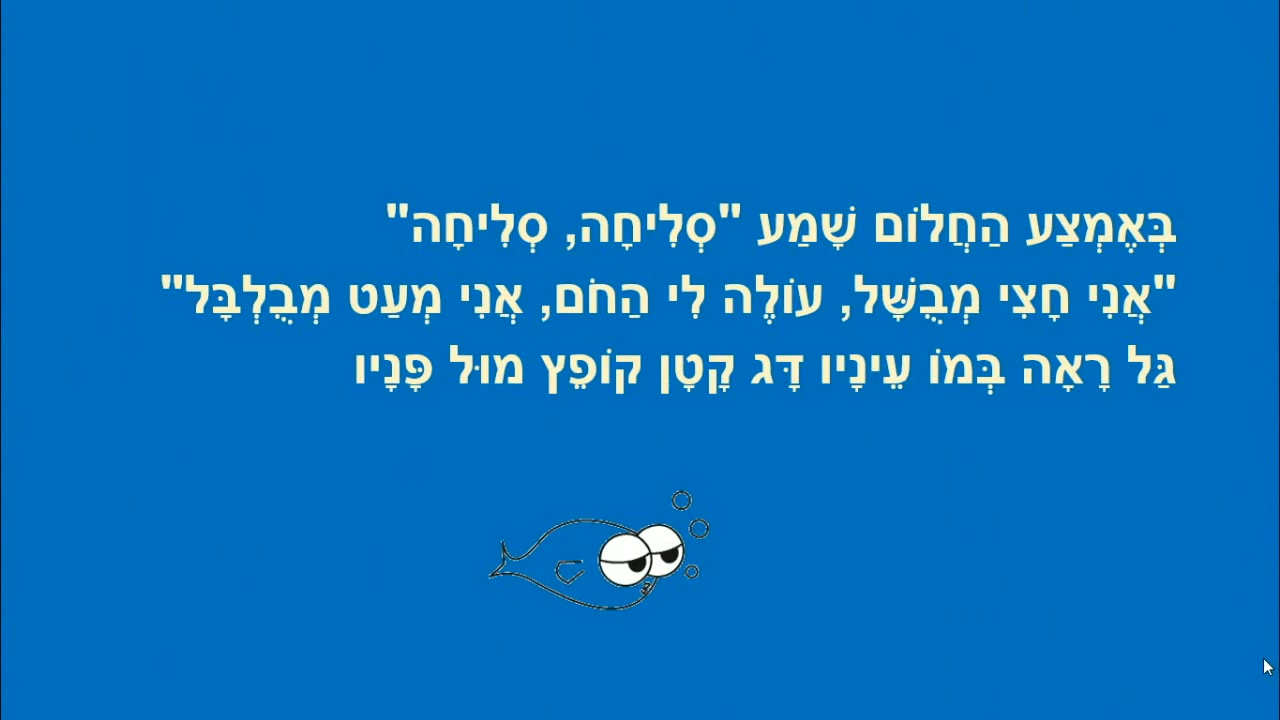 בְּאֶמְצַע הַחֲלוֹם שָׁמַע "סְלִיחָה, סְלִיחָה"
"אֲנִי חָצִי מְבֻשָּׁל, עוֹלֶה לִי הַחֹם, אֲנִי מְעַט מְבֻלְבָּל"
גַּל רָאָה בְּמוֹ עֵינָיו דָּג קָטָן קוֹפֵץ מוּל פָּנָיו